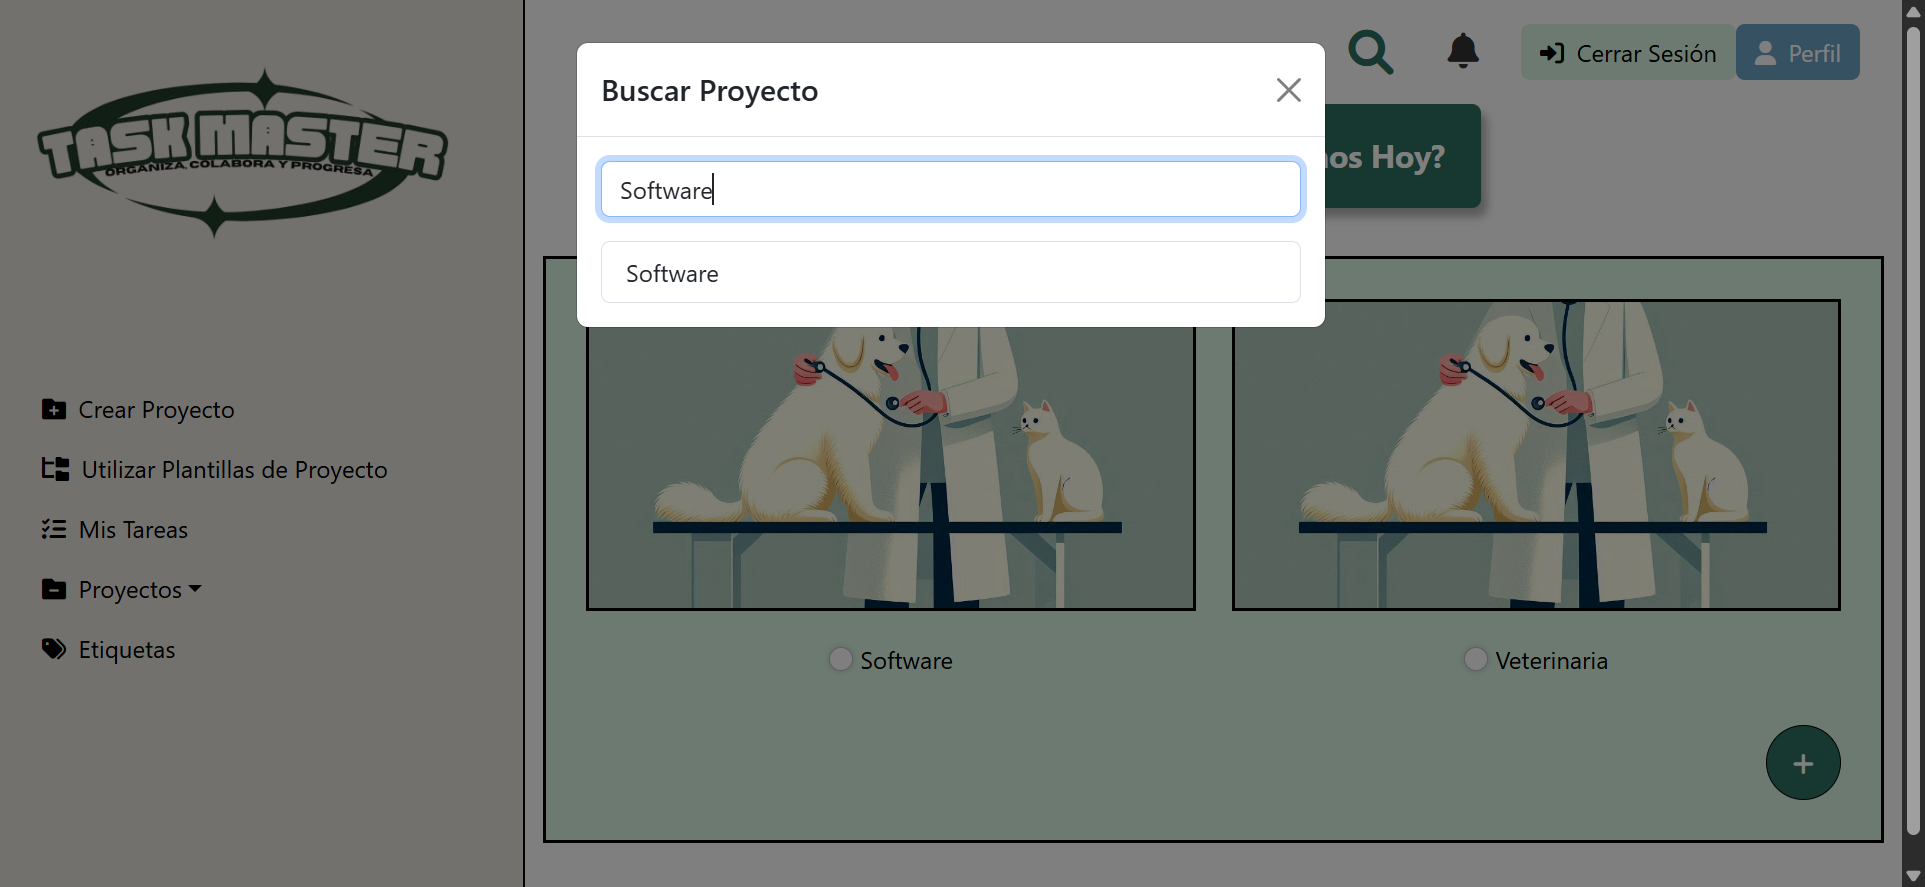 TASK MASTER
ORGANIZA, COLABORA Y PROGRESA
Crear Proyecto
Utilizar Plantillas de Proyecto
Mis Tareas
Proyectos
Etiquetas
Cerrar Sesión
Perfil
Hoy?
Buscar Proyecto
Software
Software
Software
Veterinaria